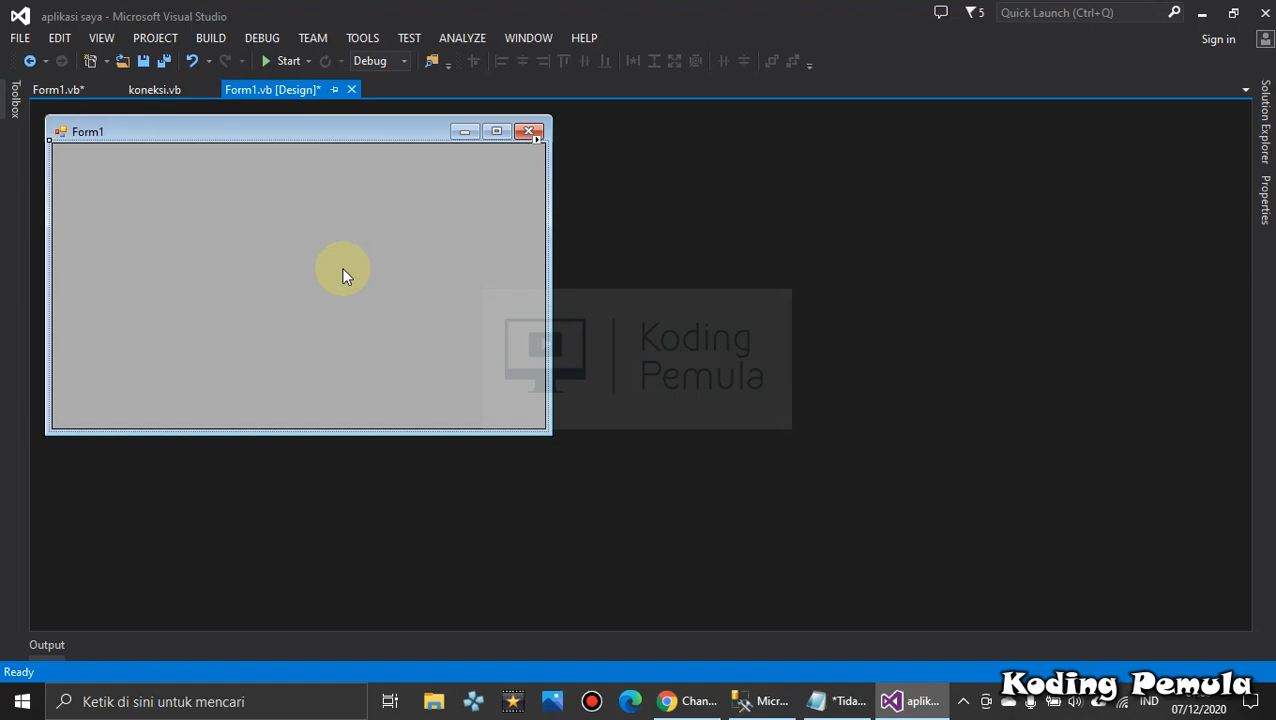 aplikasi saya - Microsoft Visual Studio
5
Quick Launch (Ctrl+Q)
FILE EDIT VIEW PROJECT BUILD DEBUG TEAM TOOLS TEST ANALYZE WINDOW HELP
Sign in
Start
Debug
Form1.vb*
koneksi.vb
Form1.vb [Design]*
Toolbox
Solution Explorer
Properties
Form1
Koding
Pemula
Output
Ready
Ketik di sini untuk mencari
Chan...
Micr...
*Tida...
aplik...
IND
07/12/2020
Koding Pemula